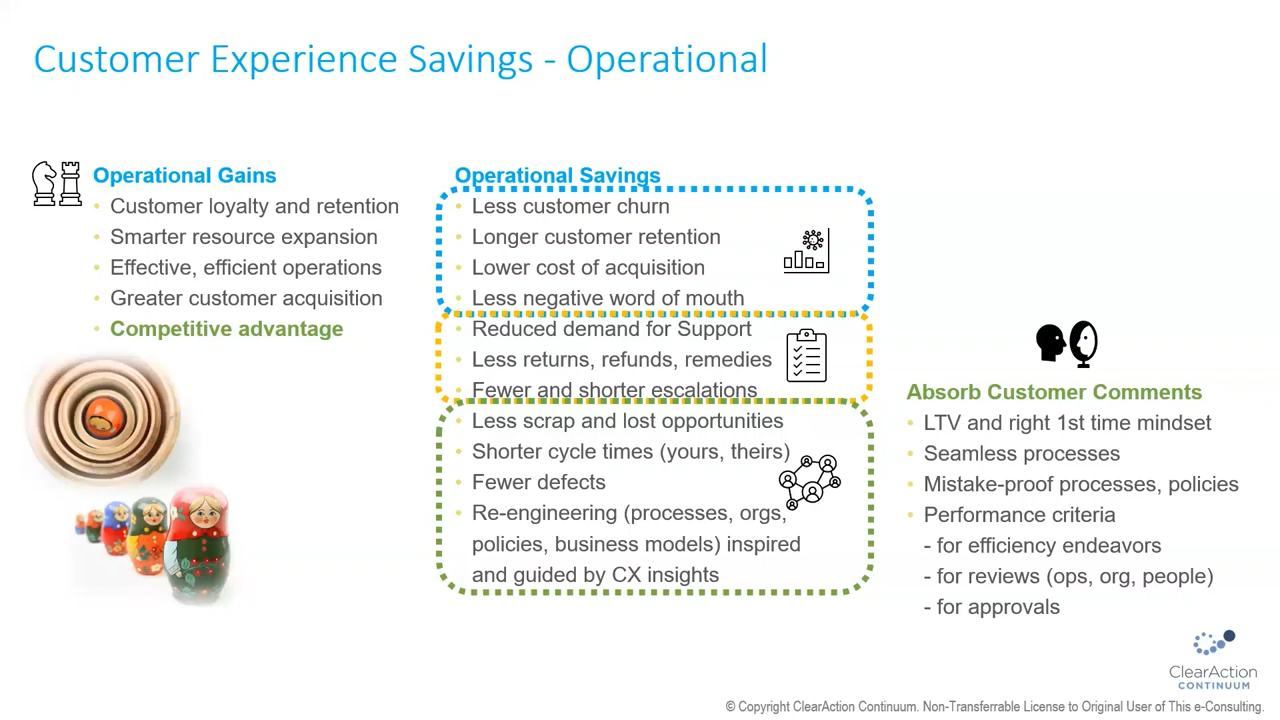 Customer Experience Savings - Operational
Operational Gains
Customer loyalty and retention
Smarter resource expansion
Effective, efficient operations
Greater customer acquisition
Competitive advantage
Operational Savings
Less customer churn
Longer customer retention
Lower cost of acquisition
Less negative word of mouth
Reduced demand for Support
Less returns, refunds, remedies
Fewer and shorter escalations
Less scrap and lost opportunities
Shorter cycle times (yours, theirs)
Fewer defects
Re-engineering (processes, orgs,
policies, business models) inspired
and guided by CX insights
Absorb Customer Comments
LTV and right 1st time mindset
Seamless processes
Mistake-proof processes, policies
Performance criteria
- for efficiency endeavors
- for reviews (ops, org, people)
- for approvals
ClearAction
CONTINUUM
© Copyright ClearAction Continuum. Non-Transferrable License to Original User of This e-Consulting.